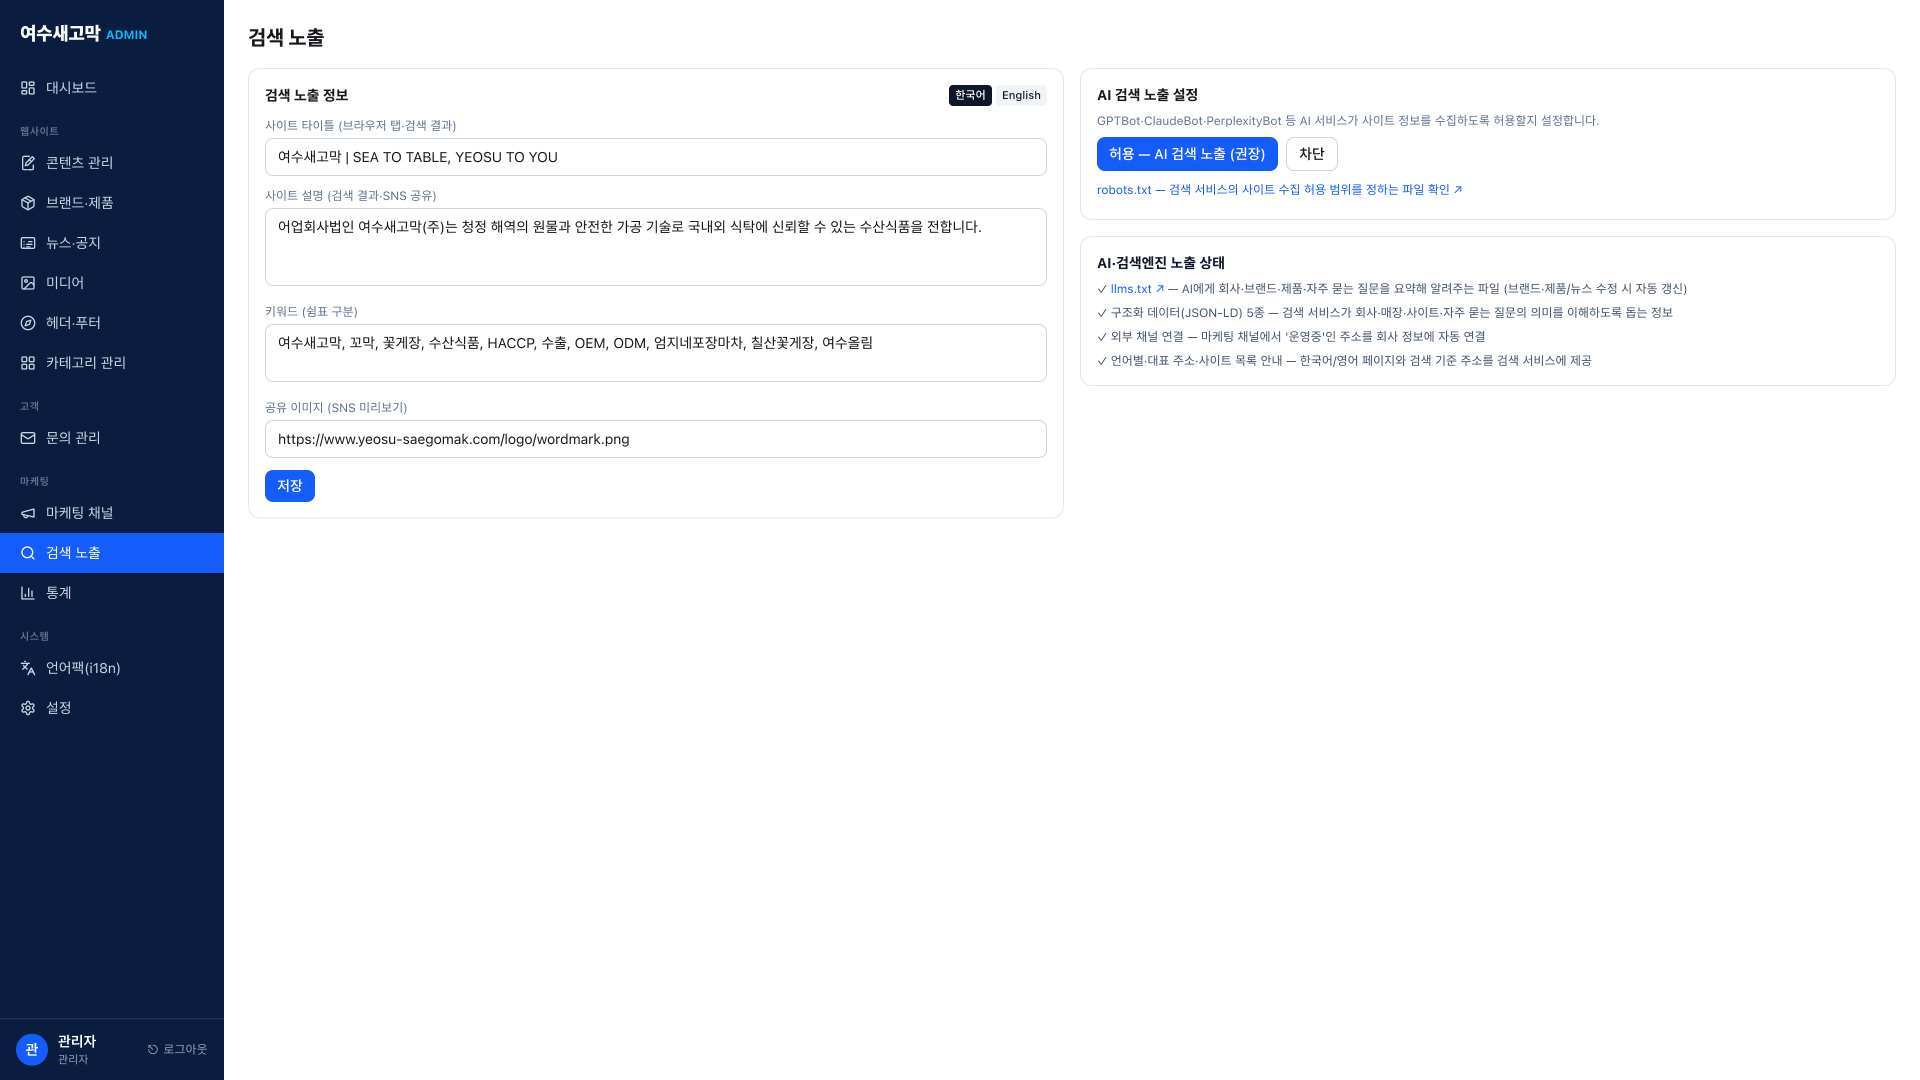 여수새고막 ADMIN
대시보드
웹사이트
콘텐츠 관리
브랜드·제품
뉴스·공지
미디어
헤더·푸터
카테고리 관리
고객
문의 관리
마케팅
마케팅 채널
검색 노출
통계
시스템
언어팩(i18n)
설정
관
관리자
관리자
로그아웃
검색 노출
검색 노출 정보
한국어 English
사이트 타이틀 (브라우저 탭·검색 결과)
여수새고막 | SEA TO TABLE, YEOSU TO YOU
사이트 설명 (검색 결과·SNS 공유)
어업회사법인 여수새고막(주)는 청정 해역의 원물과 안전한 가공 기술로 국내외 식탁에 신뢰할 수 있는 수산식품을 전합니다.
키워드 (쉼표 구분)
여수새고막, 꼬막, 꽃게장, 수산식품, HACCP, 수출, OEM, ODM, 엄지네포장마차, 칠산꽃게장, 여수올림
공유 이미지 (SNS 미리보기)
https://www.yeosu-saegomak.com/logo/wordmark.png
저장
AI 검색 노출 설정
GPTBot·ClaudeBot·PerplexityBot 등 AI 서비스가 사이트 정보를 수집하도록 허용할지 설정합니다.
허용 — AI 검색 노출 (권장) 차단
robots.txt — 검색 서비스의 사이트 수집 허용 범위를 정하는 파일 확인 ↗
AI·검색엔진 노출 상태
✓ llms.txt ↗ — AI에게 회사·브랜드·제품·자주 묻는 질문을 요약해 알려주는 파일 (브랜드·제품/뉴스 수정 시 자동 갱신)
✓ 구조화 데이터(JSON-LD) 5종 — 검색 서비스가 회사·매장·사이트·자주 묻는 질문의 의미를 이해하도록 돕는 정보
✓ 외부 채널 연결 — 마케팅 채널에서 '운영중'인 주소를 회사 정보에 자동 연결
✓ 언어별·대표 주소·사이트 목록 안내 — 한국어/영어 페이지와 검색 기준 주소를 검색 서비스에 제공